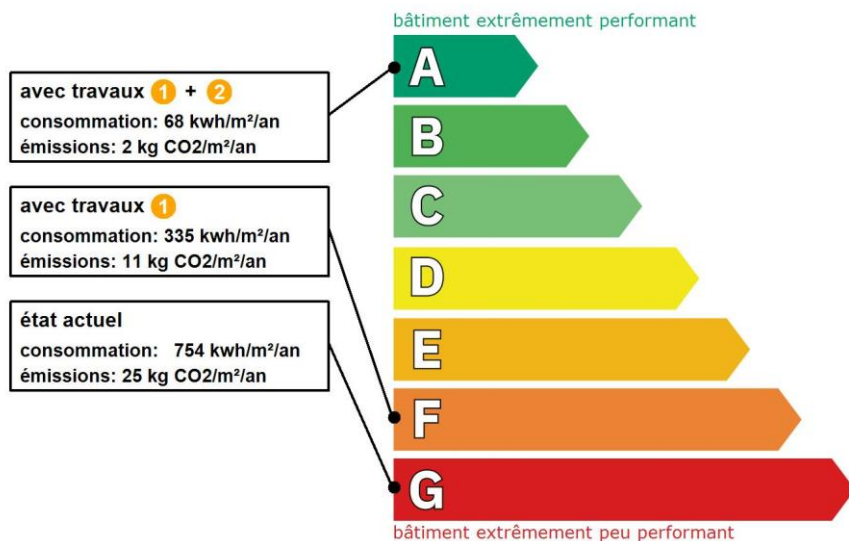 bâtiment extrêmement performant
A
avec travaux 1 + 2
consommation: 68 kwh/m²/an
émissions: 2 kg CO2/m²/an
B
C
avec travaux 1
consommation: 335 kwh/m²/an
émissions: 11 kg CO2/m²/an
D
état actuel
consommation: 754 kwh/m²/an
émissions: 25 kg CO2/m²/an
E
F
G
bâtiment extrêmement peu performant